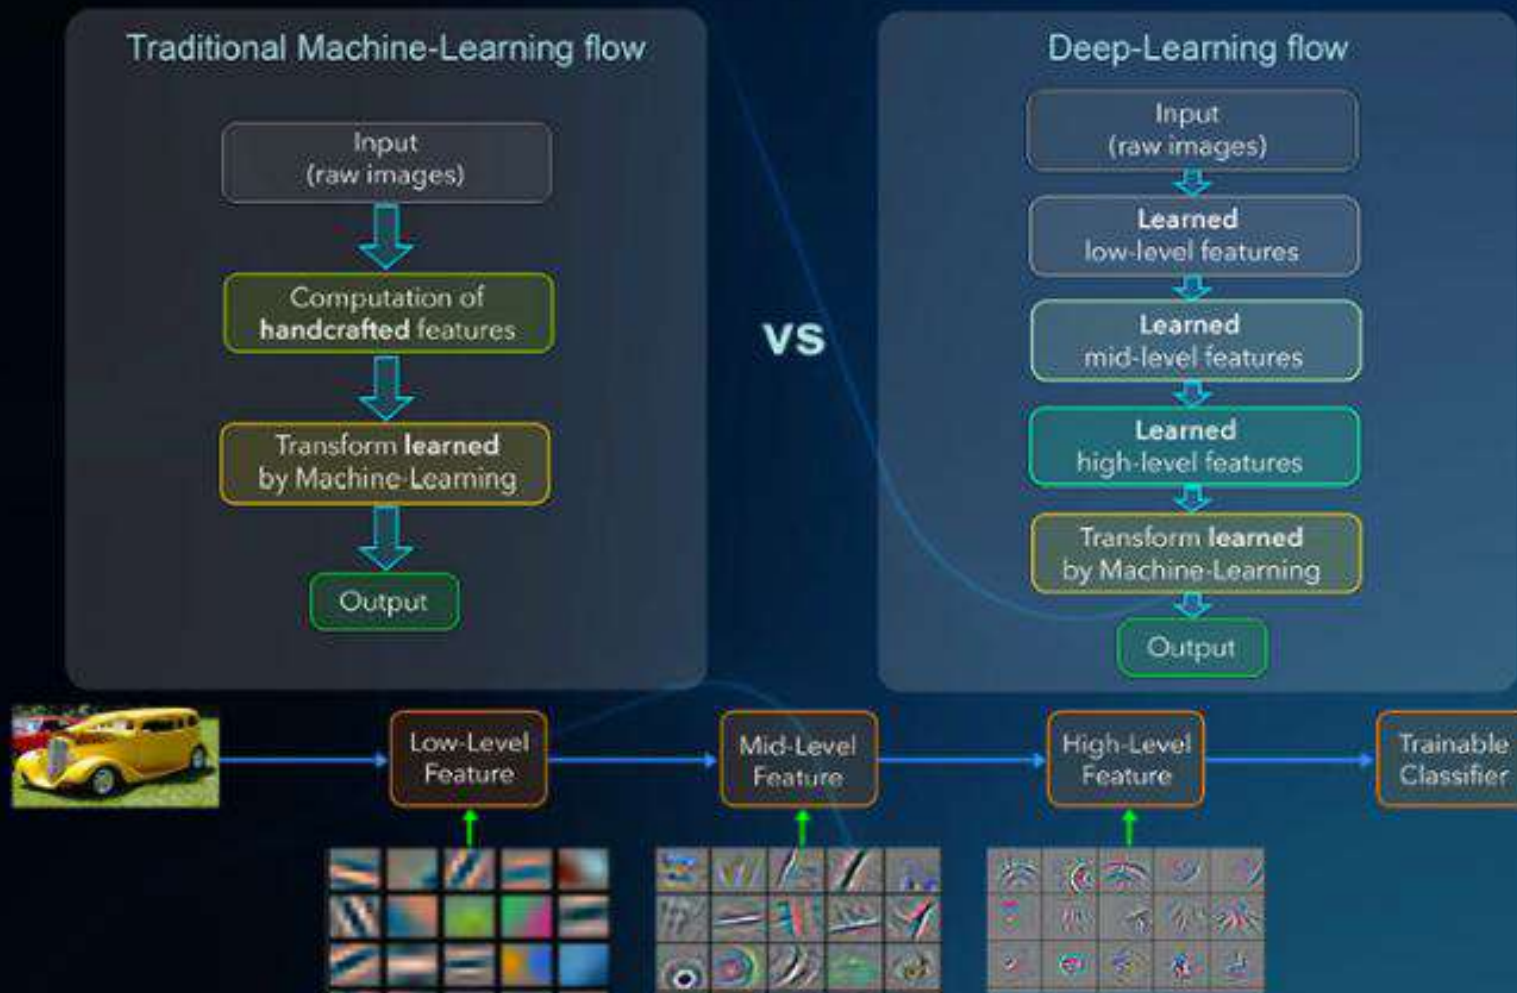 Traditional Machine-Learning flow
Input
(raw images)
Computation of
handcrafted features
Transform learned
by Machine-Learning
Output
vs
Deep-Learning flow
Input
(raw images)
Learned
low-level features
Learned
mid-level features
Learned
high-level features
Transform learned
by Machine-Learning
Output
Low-Level
Feature
Mid-Level
Feature
High-Level
Feature
Trainable
Classifier